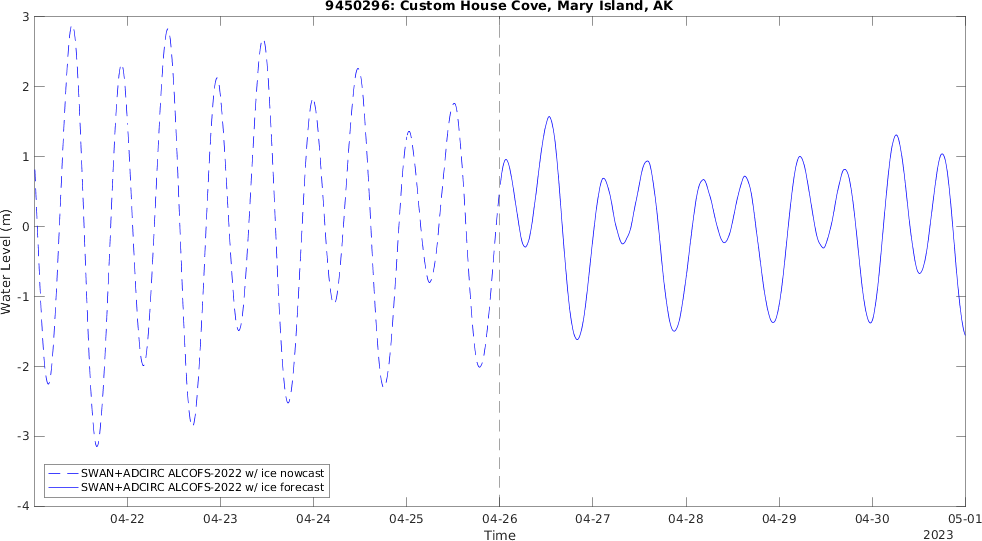 9450296: Custom House Cove, Mary Island, AK
3
2
1
0
-1
-2
-3
-4
Water Level (m)
SWAN+ADCIRC ALCOFS-2022 w/ ice nowcast
SWAN+ADCIRC ALCOFS-2022 w/ ice forecast
04-22 04-23 04-24 04-25 04-26 04-27 04-28 04-29 04-30 05-01
Time
2023